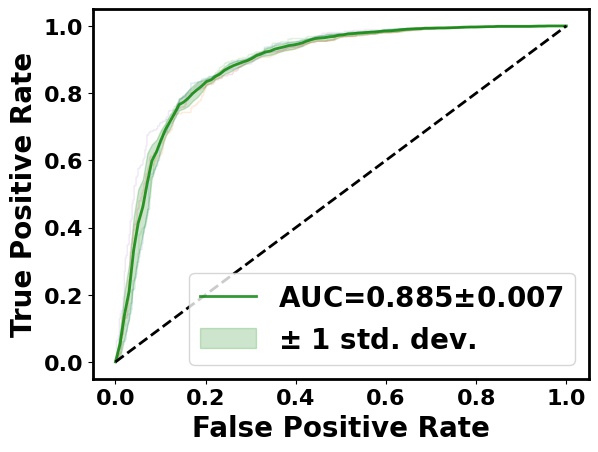 1.0
0.8
0.6
0.4
0.2
0.0
True Positive Rate
AUC=0.885±0.007
± 1 std. dev.
0.0 0.2 0.4 0.6 0.8 1.0
False Positive Rate